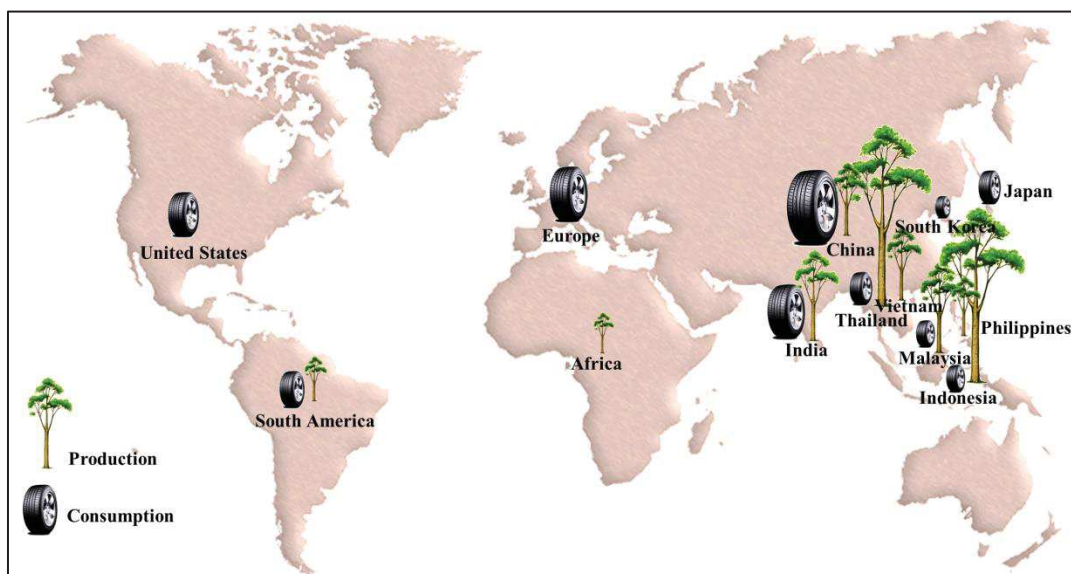 Japan
United States
Europe
South Korea
China
Vietnam
Thailand
Philippines
India
Malaysia
Africa
Indonesia
South America
Production
Consumption